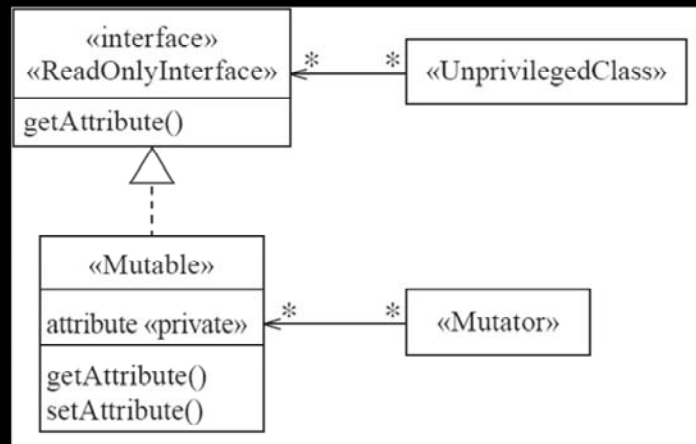 «interface»
«ReadOnlyInterface»
* *
«UnprivilegedClass»
getAttribute()
«Mutable»
attribute «private»
* *
«Mutator»
getAttribute()
setAttribute()